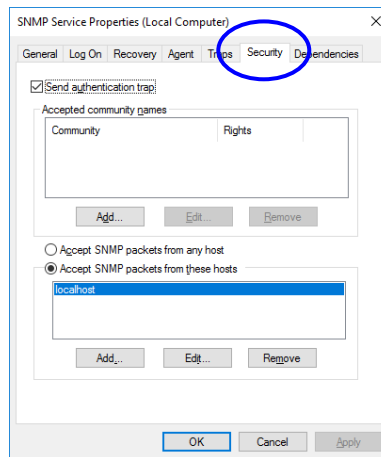 SNMP Service Properties (Local Computer)
General Log On Recovery Agent Traps Security Dependencies
Send authentication trap
Accepted community names
Community Rights
Add... Edit... Remove
Accept SNMP packets from any host
Accept SNMP packets from these hosts
localhost
Add... Edit... Remove
OK Cancel Apply